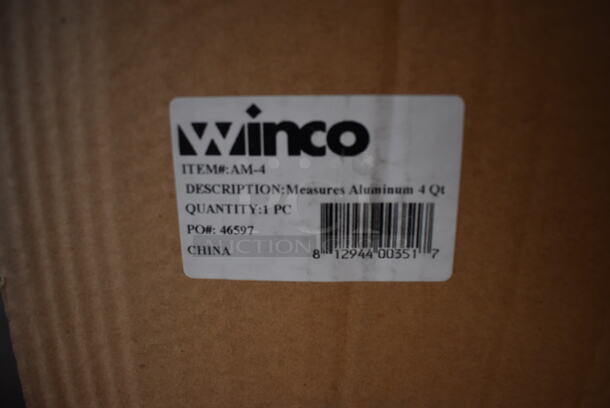 Winco
ITEM#:AM-4
DESCRIPTION:Measures Aluminum 4 Qt
QUANTITY:1 PC
PO#: 46597
CHINA
8 12944 00351 7
AUCTION